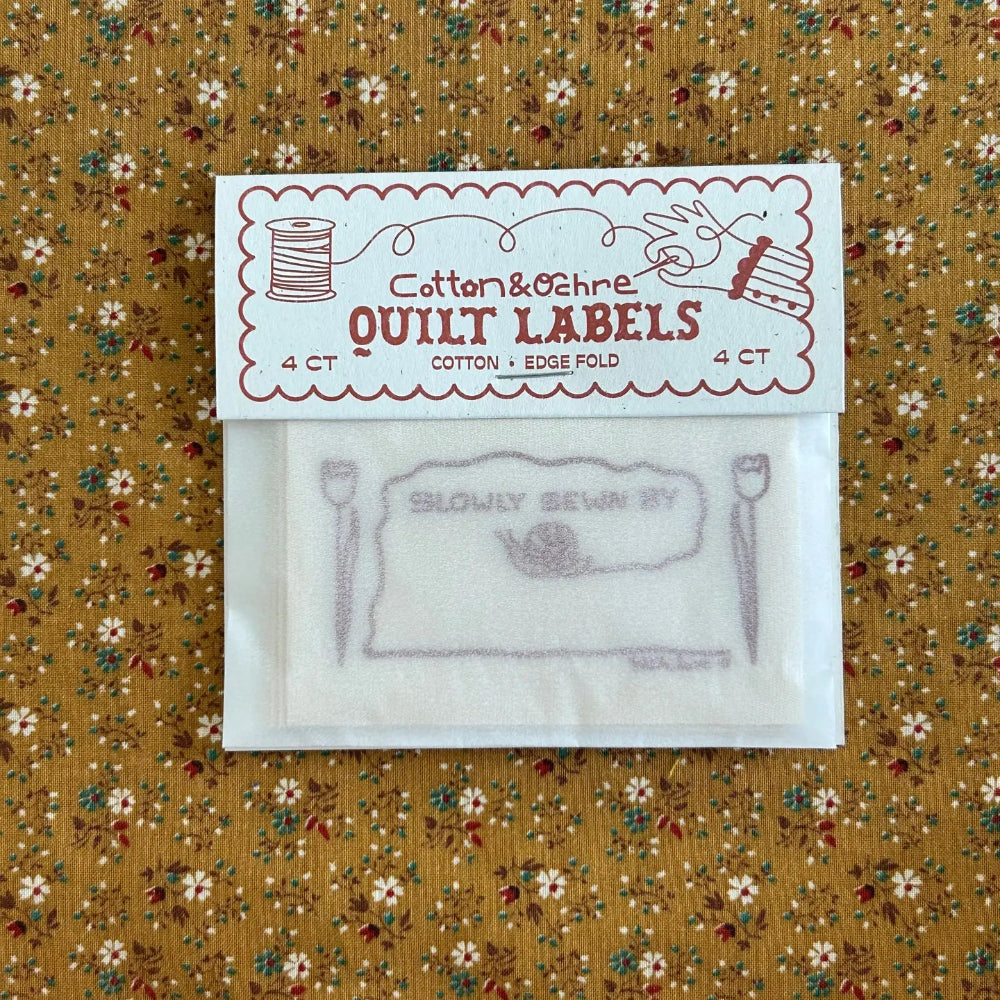 Cotton&Ochre
QUILT LABELS
4 CT COTTON · EDGE FOLD 4 CT
SLOWLY SEWN BY